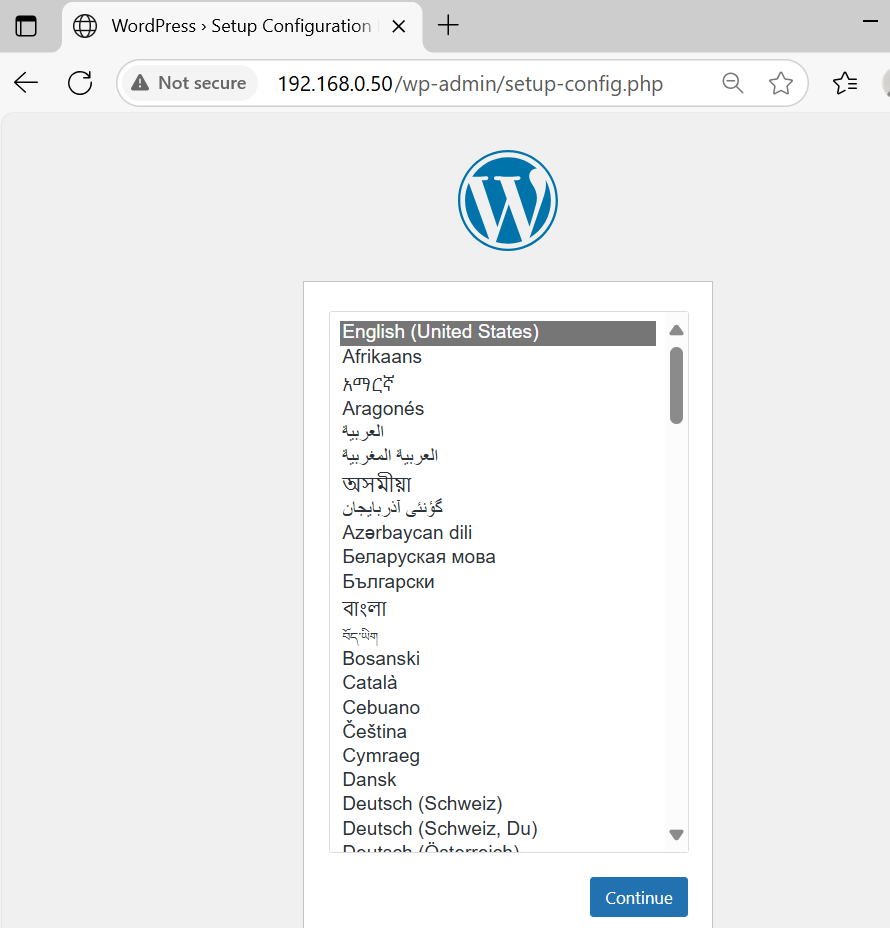 WordPress › Setup Configuration
Not secure
192.168.0.50/wp-admin/setup-config.php
English (United States)
Afrikaans
አማርኛ
Aragonés
العربية
العربية المغربية
অসমীয়া
گؤنئی آذربایجان
Azərbaycan dili
Беларуская мова
Български
বাংলা
བོད་ཡིག
Bosanski
Català
Cebuano
Čeština
Cymraeg
Dansk
Deutsch (Schweiz)
Deutsch (Schweiz, Du)
Deutsch (Österreich)
Continue